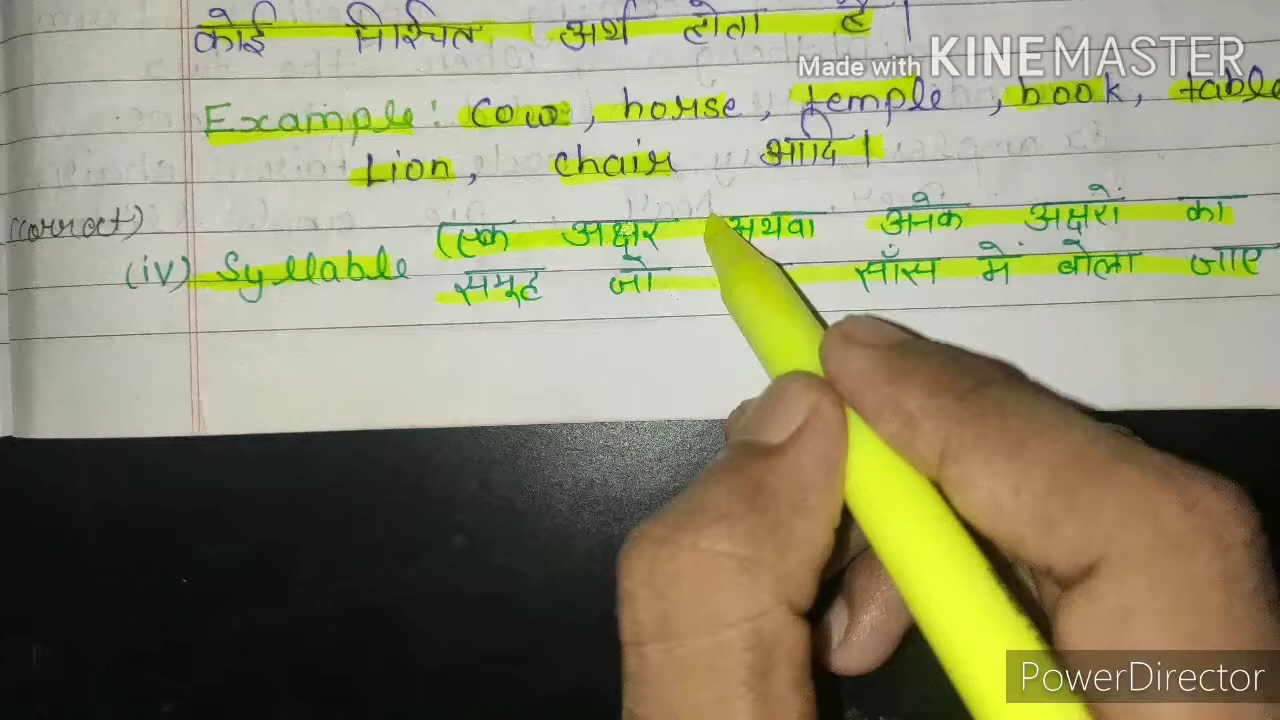 कोई निश्चित अर्थ होता है |
Made with KINEMASTER
Example: Cow, horse, temple, book, table
Lion, chair आदि |
(एक अक्षर अथवा अनेक अक्षरों का
(iv) Syllable समूह जो साँस में बोला जाए
PowerDirector